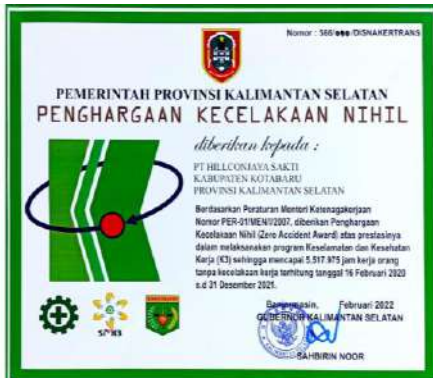 Nomor : 566/●●●/DISNAKERTRANS
PEMERINTAH PROVINSI KALIMANTAN SELATAN
PENGHARGAAN KECELAKAAN NIHIL
diberikan kepada :
PT HILLCONJAYA SAKTI
KABUPATEN KOTABARU
PROVINSI KALIMANTAN SELATAN
Berdasarkan Peraturan Menteri Ketenagakerjaan
Nomor PER-01/MEN/I/2007, diberikan Penghargaan
Kecelakaan Nihil (Zero Accident Award) atas prestasinya
dalam melaksanakan program Keselamatan dan Kesehatan
Kerja (K3) sehingga mencapai 5.517.975 jam kerja orang
tanpa kecelakaan kerja terhitung tanggal 16 Februari 2020
s.d 31 Desember 2021.
Banjarmasin, Februari 2022
GUBERNUR KALIMANTAN SELATAN
SMK3
SAHBIRIN NOOR